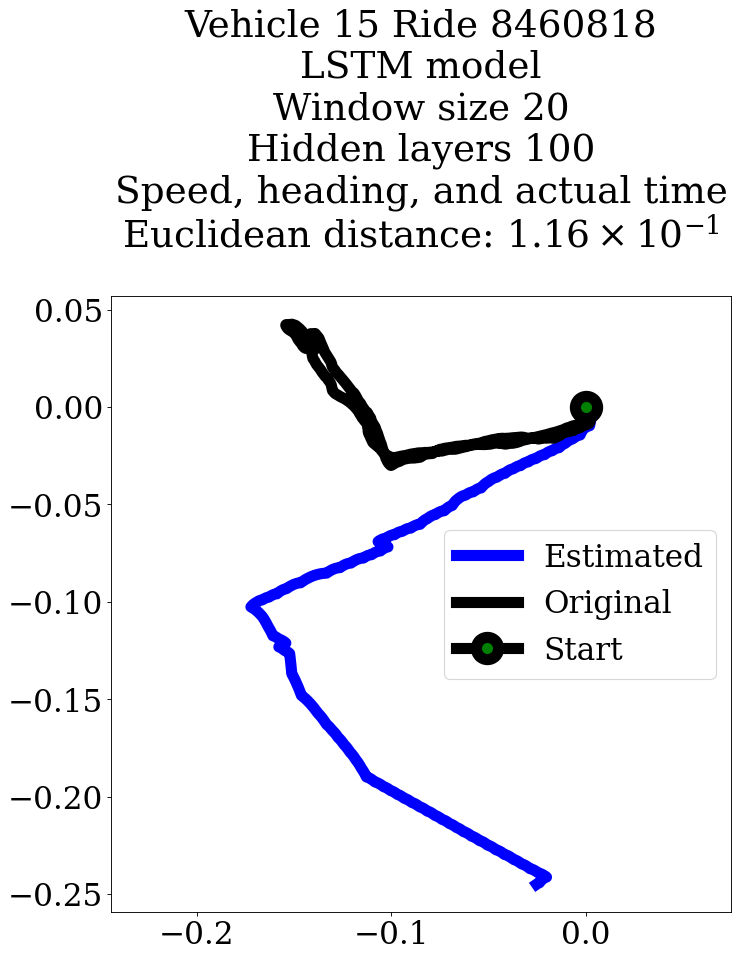 Vehicle 15 Ride 8460818
LSTM model
Window size 20
Hidden layers 100
Speed, heading, and actual time
Euclidean distance: 1.16 × 10⁻¹
0.05
0.00
−0.05
−0.10
−0.15
−0.20
−0.25
Estimated
Original
Start
−0.2 −0.1 0.0